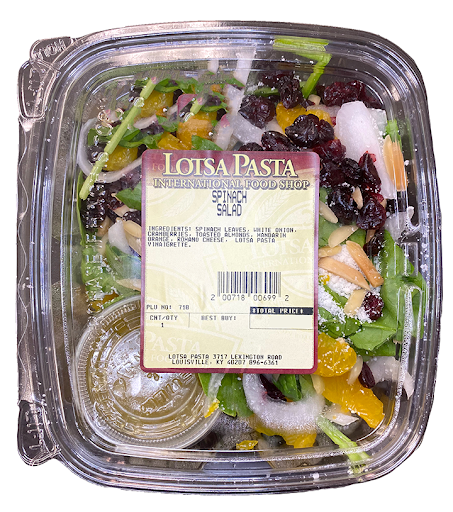 LOTSA PASTA
INTERNATIONAL FOOD SHOP
SPINACH
SALAD
INGREDIENTS: SPINACH LEAVES, WHITE ONION,
CRANBERRIES, TOASTED ALMONDS, MANDARIN
ORANGE, ROMANO CHEESE, LOTSA PASTA
VINAIGRETTE.
2 00718 00699 2
PLU NO: 718
CNT/QTY BEST BUY: TOTAL PRICE
1
LOTSA PASTA 3717 LEXINGTON ROAD
LOUISVILLE, KY 40207 896-6361